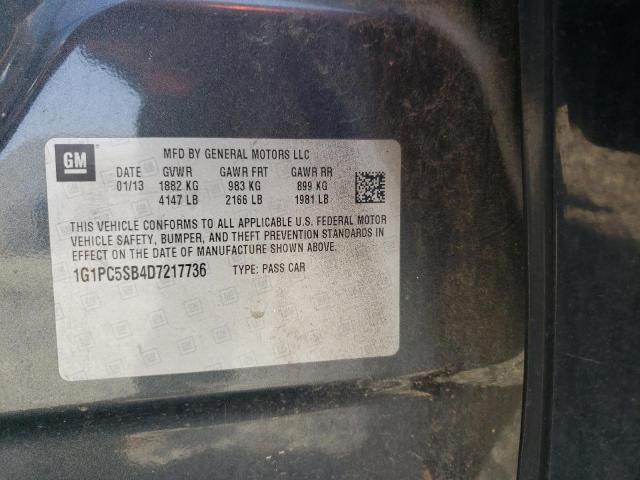 GM
MFD BY GENERAL MOTORS LLC
DATE GVWR GAWR FRT GAWR RR
01/13 1882 KG 983 KG 899 KG
4147 LB 2166 LB 1981 LB
THIS VEHICLE CONFORMS TO ALL APPLICABLE U.S. FEDERAL MOTOR
VEHICLE SAFETY, BUMPER, AND THEFT PREVENTION STANDARDS IN
EFFECT ON THE DATE OF MANUFACTURE SHOWN ABOVE.
1G1PC5SB4D7217736 TYPE: PASS CAR